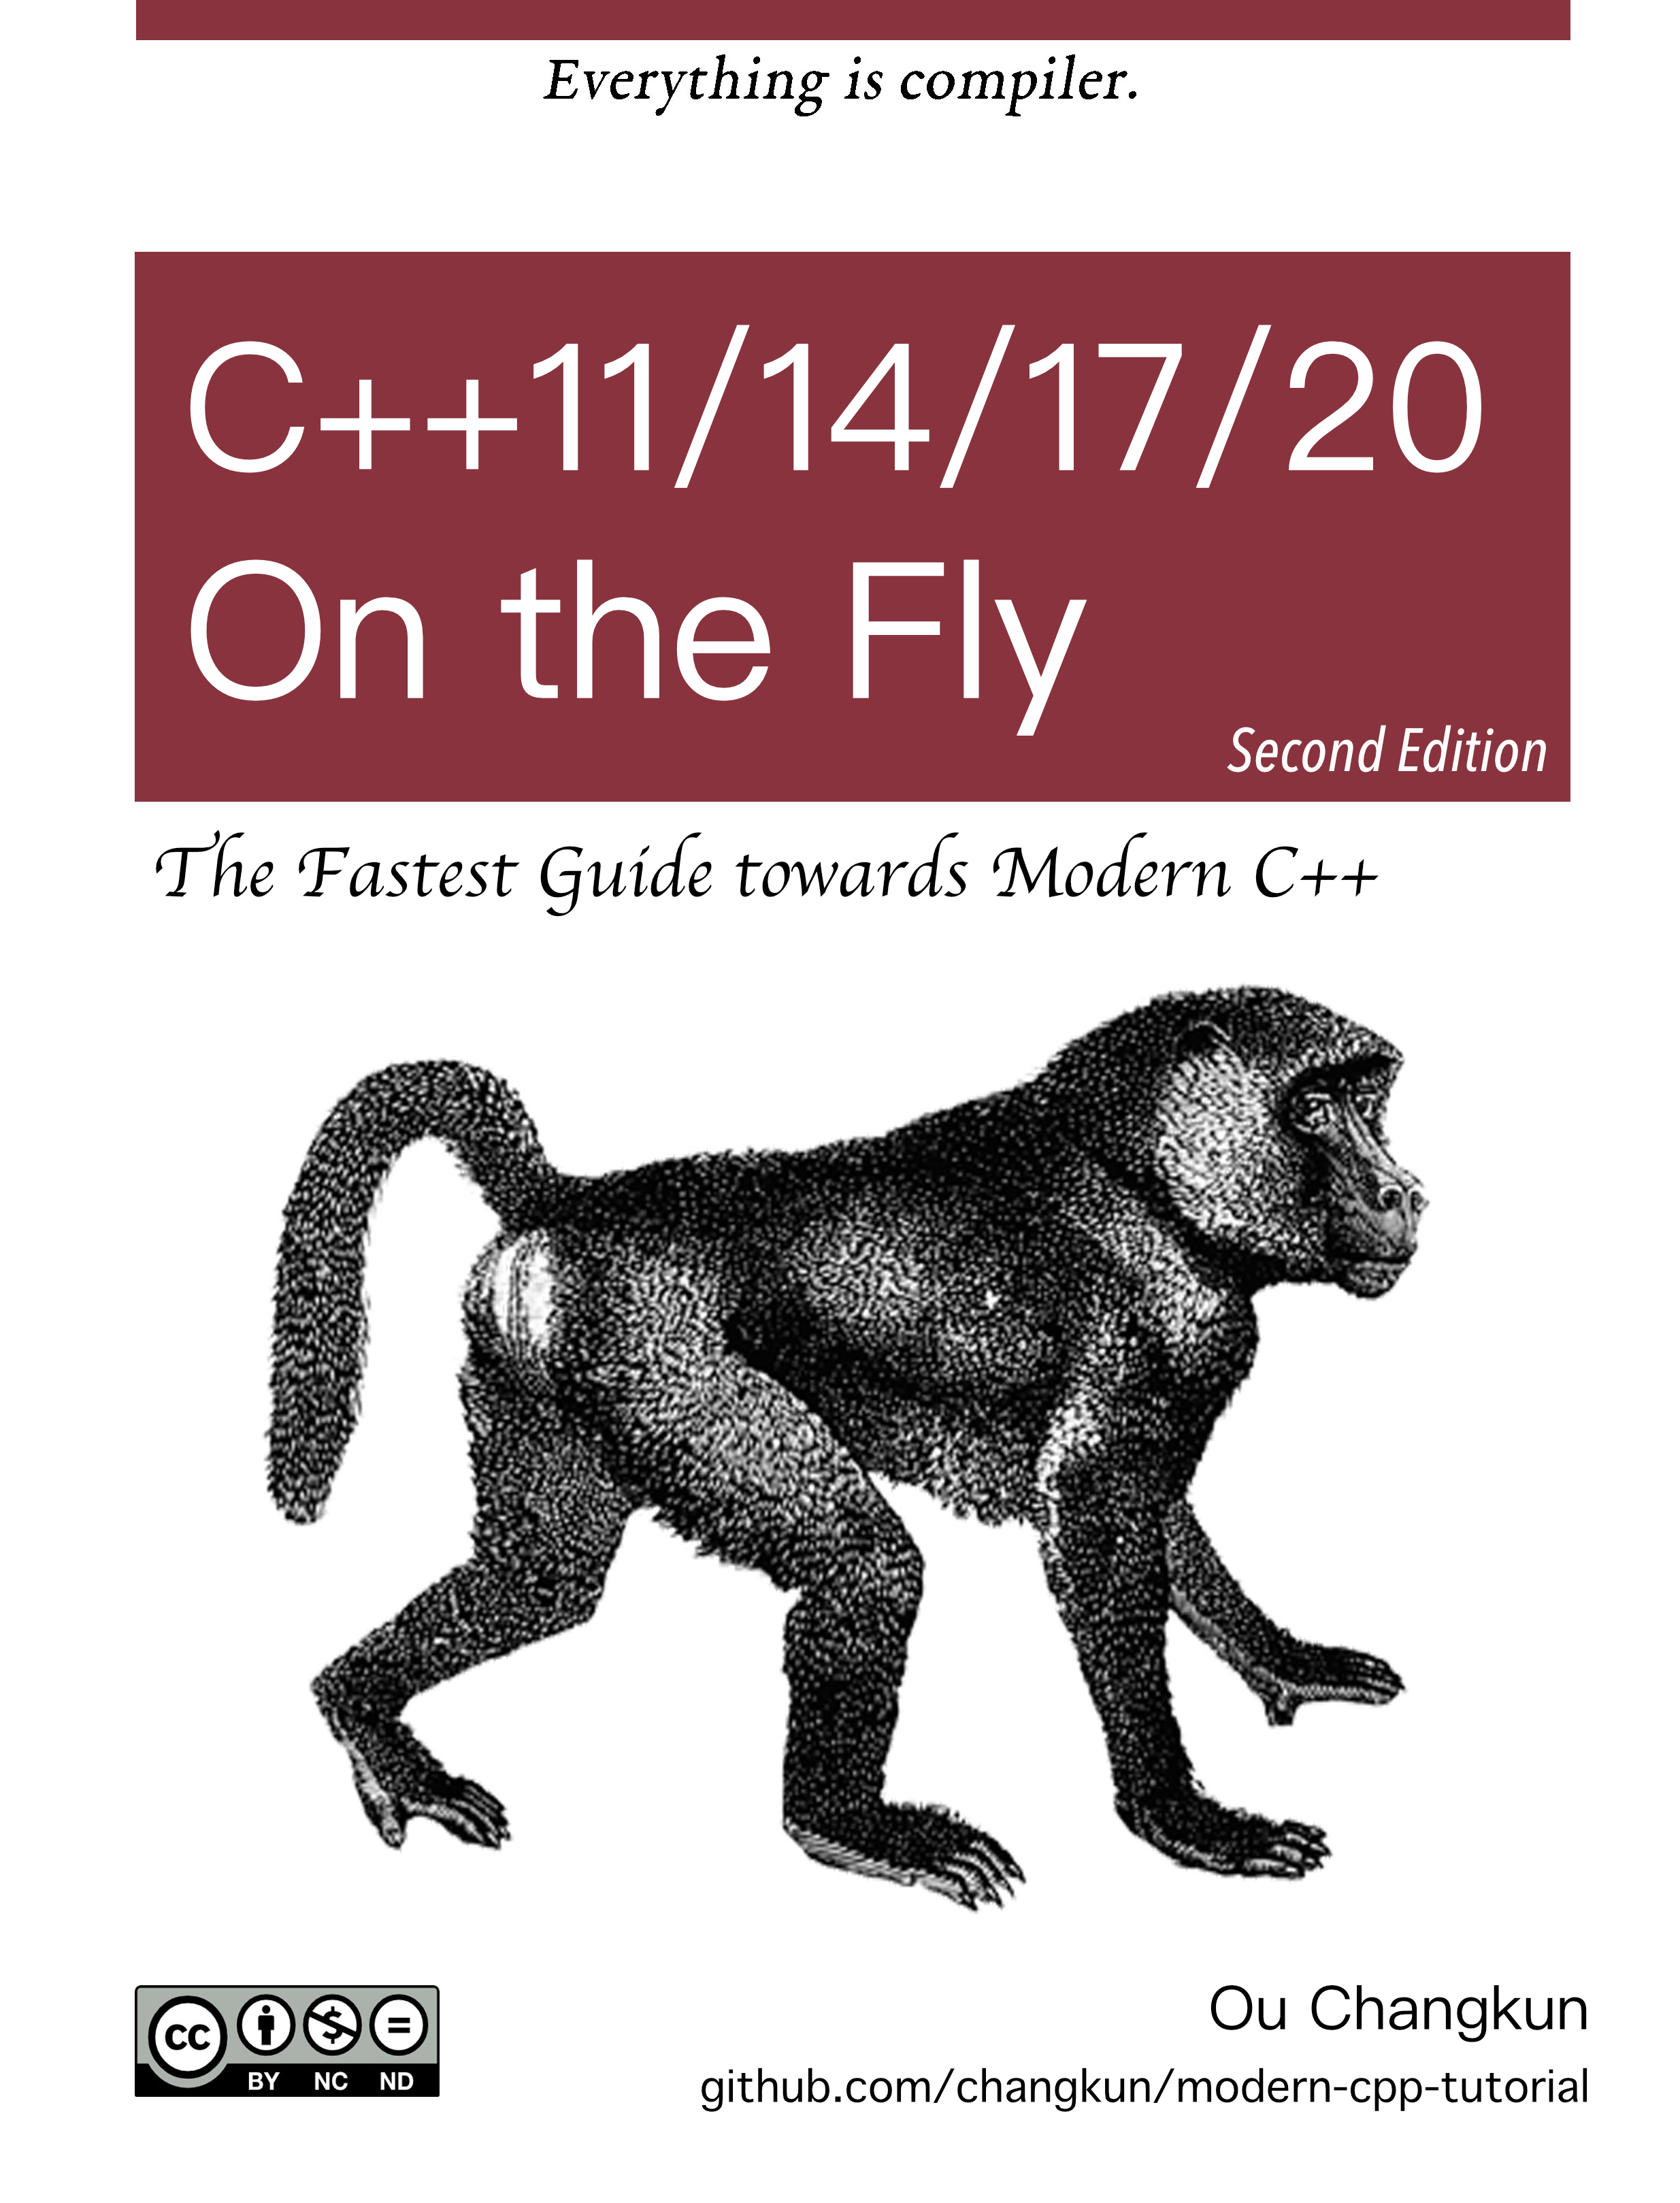 Everything is compiler.
C++11/14/17/20
On the Fly
Second Edition
The Fastest Guide towards Modern C++
cc
BY NC ND
Ou Changkun
github.com/changkun/modern-cpp-tutorial